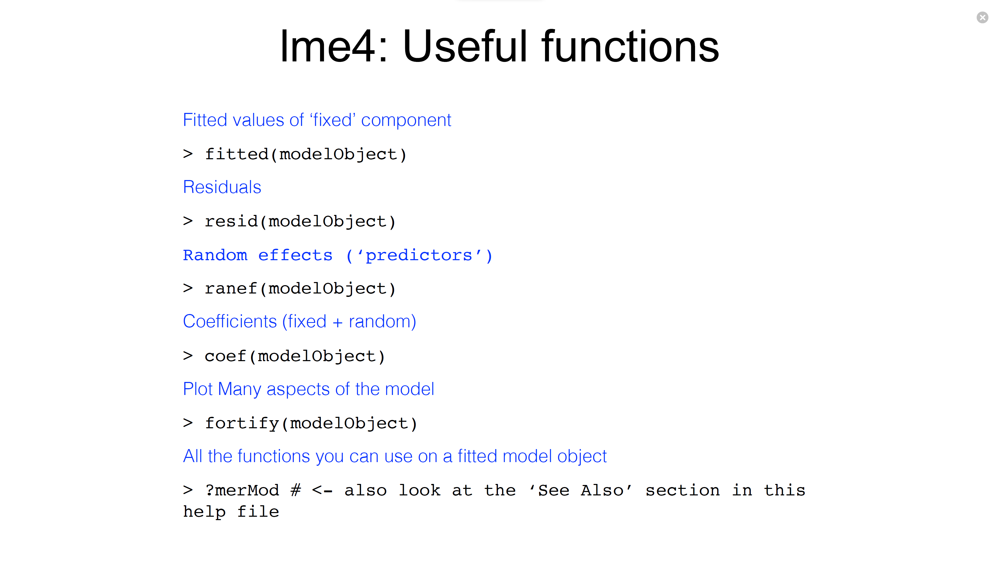 lme4: Useful functions
Fitted values of ‘fixed’ component
> fitted(modelObject)
Residuals
> resid(modelObject)
Random effects (‘predictors’)
> ranef(modelObject)
Coefficients (fixed + random)
> coef(modelObject)
Plot Many aspects of the model
> fortify(modelObject)
All the functions you can use on a fitted model object
> ?merMod # <- also look at the ‘See Also’ section in this
help file